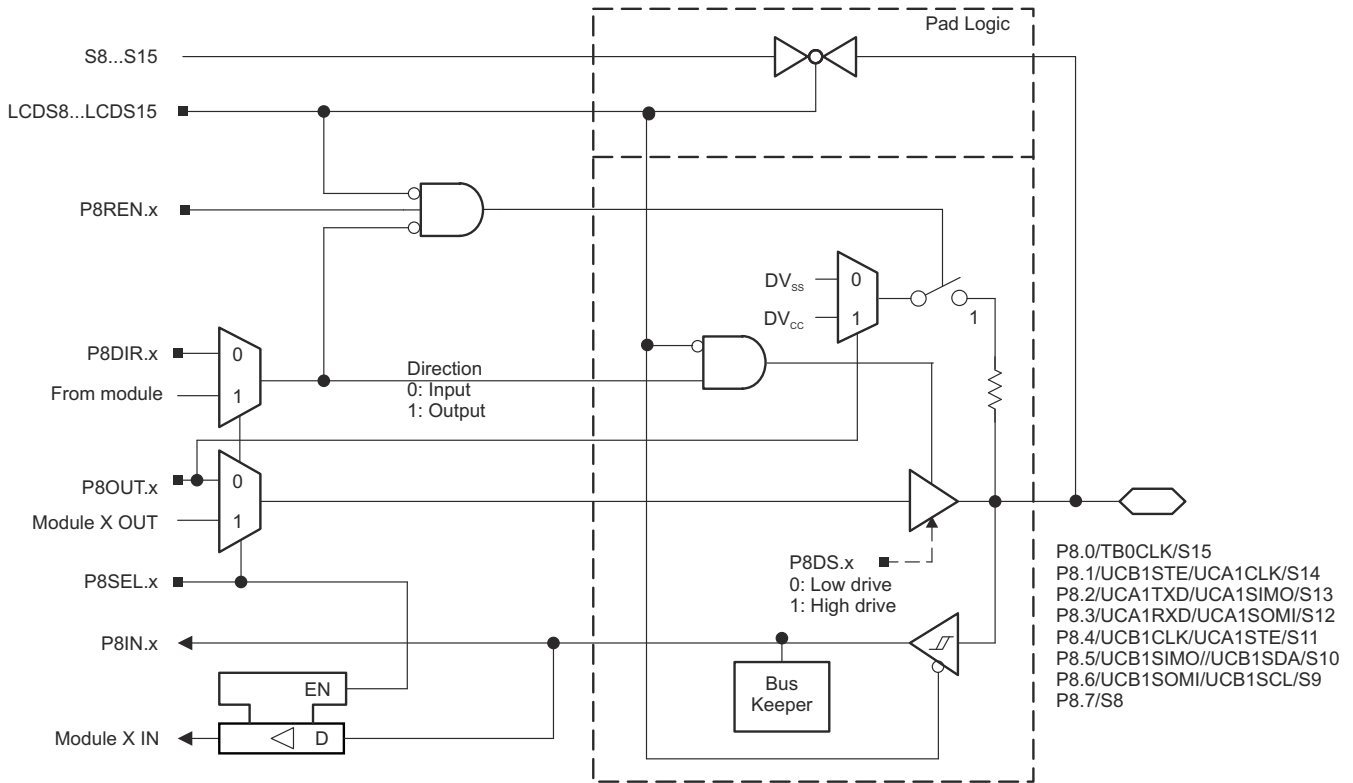 Pad Logic
S8...S15
LCDS8...LCDS15
P8REN.x
DVSS
0
DVCC
1
1
P8DIR.x
0
From module
1
Direction
0: Input
1: Output
P8OUT.x
0
Module X OUT
1
P8SEL.x
P8DS.x
0: Low drive
1: High drive
P8.0/TB0CLK/S15
P8.1/UCB1STE/UCA1CLK/S14
P8.2/UCA1TXD/UCA1SIMO/S13
P8.3/UCA1RXD/UCA1SOMI/S12
P8.4/UCB1CLK/UCA1STE/S11
P8.5/UCB1SIMO//UCB1SDA/S10
P8.6/UCB1SOMI/UCB1SCL/S9
P8.7/S8
P8IN.x
Bus
Keeper
EN
Module X IN
D